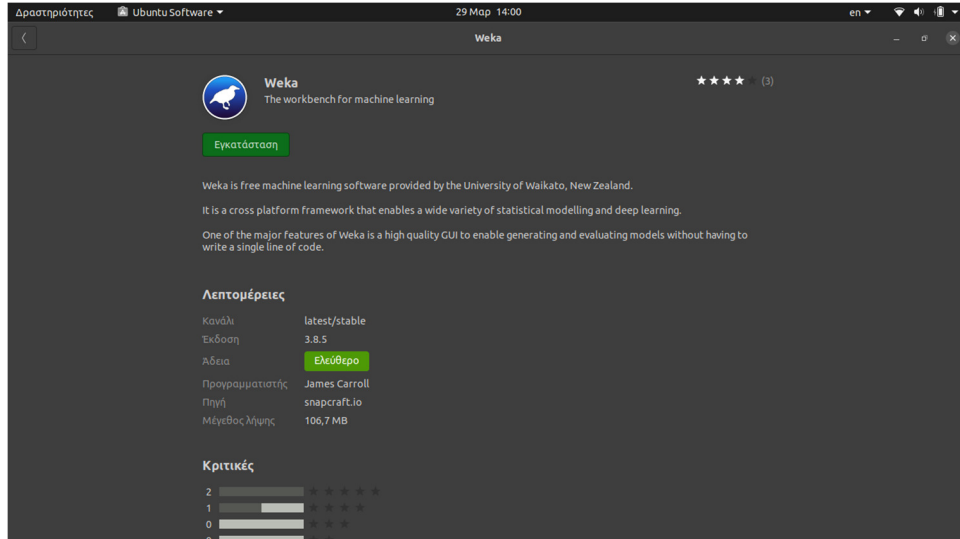 Δραστηριότητες Ubuntu Software 29 Μαρ 14:00 en
Weka
Weka (3)
The workbench for machine learning
Εγκατάσταση
Weka is free machine learning software provided by the University of Waikato, New Zealand.
It is a cross platform framework that enables a wide variety of statistical modelling and deep learning.
One of the major features of Weka is a high quality GUI to enable generating and evaluating models without having to
write a single line of code.
Λεπτομέρειες
Κανάλι latest/stable
Έκδοση 3.8.5
Άδεια Ελεύθερο
Προγραμματιστής James Carroll
Πηγή snapcraft.io
Μέγεθος λήψης 106,7 MB
Κριτικές
2
1
0